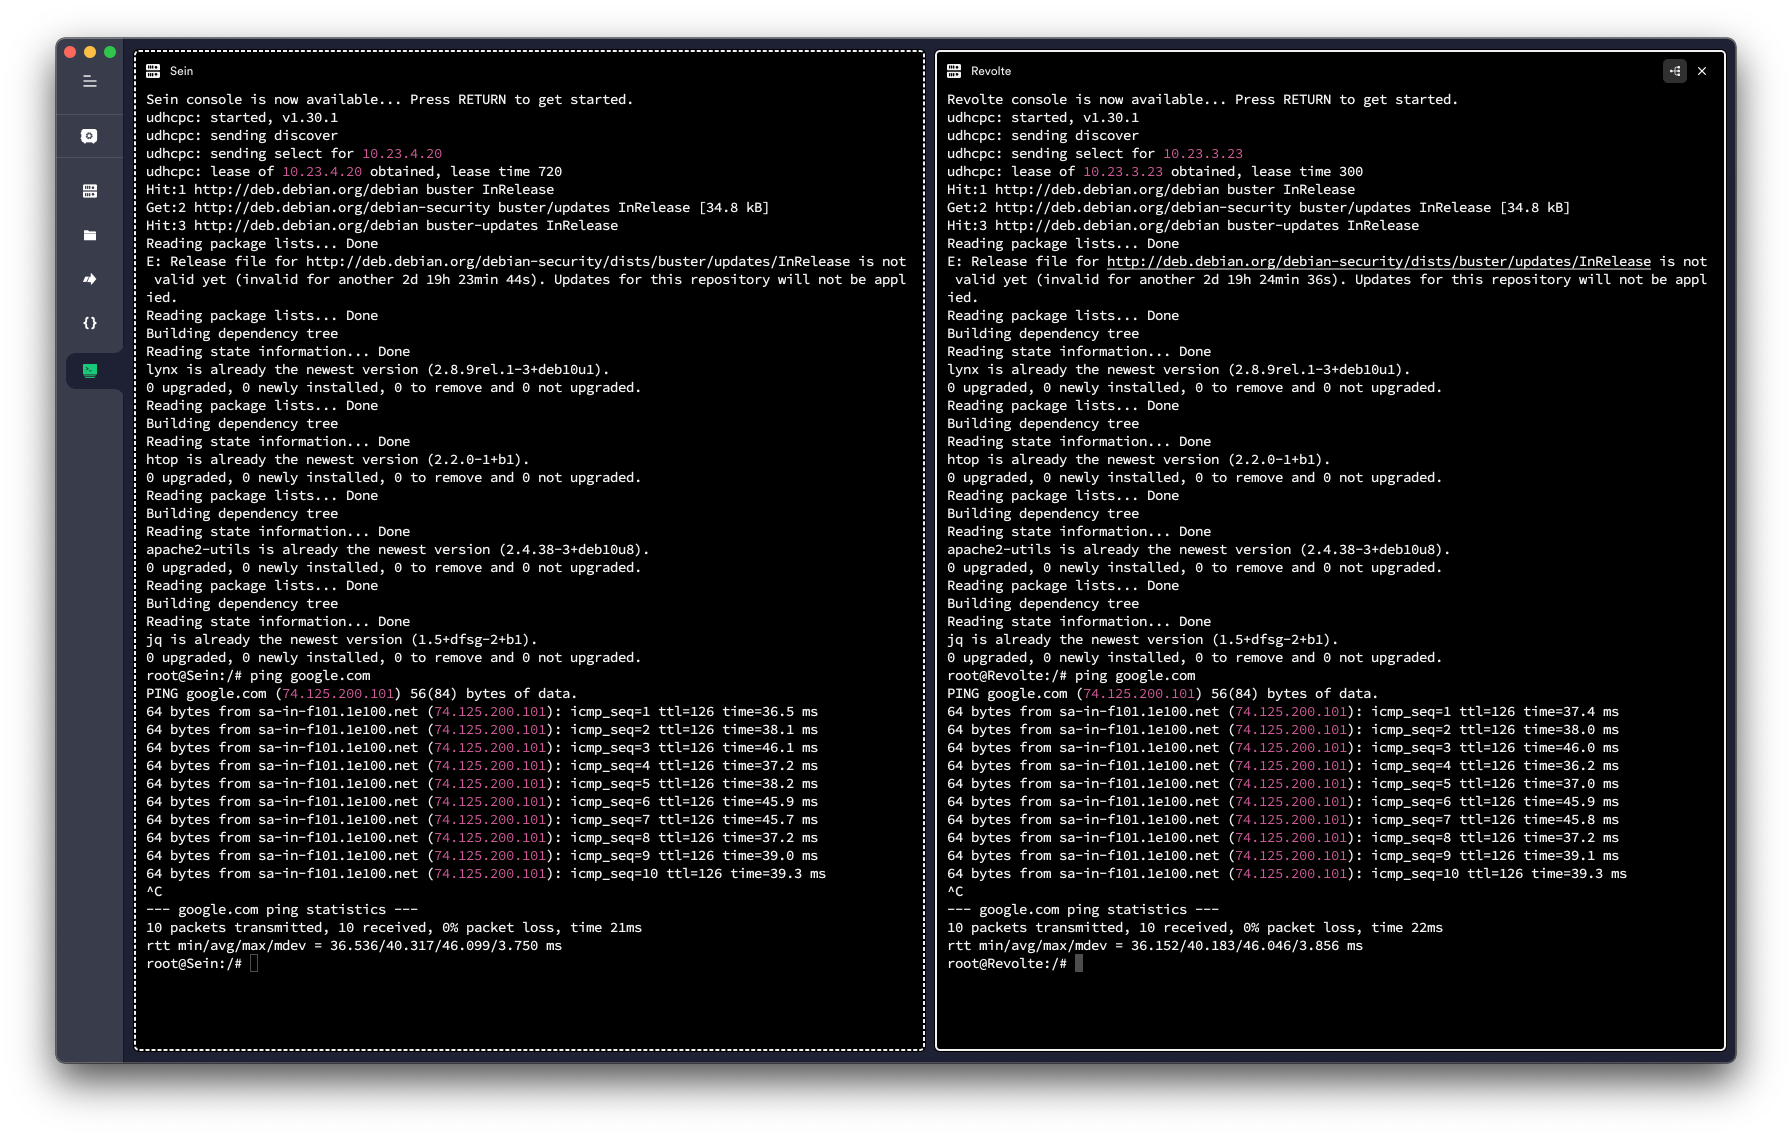 Sein
Sein console is now available... Press RETURN to get started.
udhcpc: started, v1.30.1
udhcpc: sending discover
udhcpc: sending select for 10.23.4.20
udhcpc: lease of 10.23.4.20 obtained, lease time 720
Hit:1 http://deb.debian.org/debian buster InRelease
Get:2 http://deb.debian.org/debian-security buster/updates InRelease [34.8 kB]
Hit:3 http://deb.debian.org/debian buster-updates InRelease
Reading package lists... Done
E: Release file for http://deb.debian.org/debian-security/dists/buster/updates/InRelease is not
valid yet (invalid for another 2d 19h 23min 44s). Updates for this repository will not be appl
ied.
Reading package lists... Done
Building dependency tree
Reading state information... Done
lynx is already the newest version (2.8.9rel.1-3+deb10u1).
0 upgraded, 0 newly installed, 0 to remove and 0 not upgraded.
Reading package lists... Done
Building dependency tree
Reading state information... Done
htop is already the newest version (2.2.0-1+b1).
0 upgraded, 0 newly installed, 0 to remove and 0 not upgraded.
Reading package lists... Done
Building dependency tree
Reading state information... Done
apache2-utils is already the newest version (2.4.38-3+deb10u8).
0 upgraded, 0 newly installed, 0 to remove and 0 not upgraded.
Reading package lists... Done
Building dependency tree
Reading state information... Done
jq is already the newest version (1.5+dfsg-2+b1).
0 upgraded, 0 newly installed, 0 to remove and 0 not upgraded.
root@Sein:/# ping google.com
PING google.com (74.125.200.101) 56(84) bytes of data.
64 bytes from sa-in-f101.1e100.net (74.125.200.101): icmp_seq=1 ttl=126 time=36.5 ms
64 bytes from sa-in-f101.1e100.net (74.125.200.101): icmp_seq=2 ttl=126 time=38.1 ms
64 bytes from sa-in-f101.1e100.net (74.125.200.101): icmp_seq=3 ttl=126 time=46.1 ms
64 bytes from sa-in-f101.1e100.net (74.125.200.101): icmp_seq=4 ttl=126 time=37.2 ms
64 bytes from sa-in-f101.1e100.net (74.125.200.101): icmp_seq=5 ttl=126 time=38.2 ms
64 bytes from sa-in-f101.1e100.net (74.125.200.101): icmp_seq=6 ttl=126 time=45.9 ms
64 bytes from sa-in-f101.1e100.net (74.125.200.101): icmp_seq=7 ttl=126 time=45.7 ms
64 bytes from sa-in-f101.1e100.net (74.125.200.101): icmp_seq=8 ttl=126 time=37.2 ms
64 bytes from sa-in-f101.1e100.net (74.125.200.101): icmp_seq=9 ttl=126 time=39.0 ms
64 bytes from sa-in-f101.1e100.net (74.125.200.101): icmp_seq=10 ttl=126 time=39.3 ms
^C
--- google.com ping statistics ---
10 packets transmitted, 10 received, 0% packet loss, time 21ms
rtt min/avg/max/mdev = 36.536/40.317/46.099/3.750 ms
root@Sein:/#
Revolte
Revolte console is now available... Press RETURN to get started.
udhcpc: started, v1.30.1
udhcpc: sending discover
udhcpc: sending select for 10.23.3.23
udhcpc: lease of 10.23.3.23 obtained, lease time 300
Hit:1 http://deb.debian.org/debian buster InRelease
Get:2 http://deb.debian.org/debian-security buster/updates InRelease [34.8 kB]
Hit:3 http://deb.debian.org/debian buster-updates InRelease
Reading package lists... Done
E: Release file for http://deb.debian.org/debian-security/dists/buster/updates/InRelease is not
valid yet (invalid for another 2d 19h 24min 36s). Updates for this repository will not be appl
ied.
Reading package lists... Done
Building dependency tree
Reading state information... Done
lynx is already the newest version (2.8.9rel.1-3+deb10u1).
0 upgraded, 0 newly installed, 0 to remove and 0 not upgraded.
Reading package lists... Done
Building dependency tree
Reading state information... Done
htop is already the newest version (2.2.0-1+b1).
0 upgraded, 0 newly installed, 0 to remove and 0 not upgraded.
Reading package lists... Done
Building dependency tree
Reading state information... Done
apache2-utils is already the newest version (2.4.38-3+deb10u8).
0 upgraded, 0 newly installed, 0 to remove and 0 not upgraded.
Reading package lists... Done
Building dependency tree
Reading state information... Done
jq is already the newest version (1.5+dfsg-2+b1).
0 upgraded, 0 newly installed, 0 to remove and 0 not upgraded.
root@Revolte:/# ping google.com
PING google.com (74.125.200.101) 56(84) bytes of data.
64 bytes from sa-in-f101.1e100.net (74.125.200.101): icmp_seq=1 ttl=126 time=37.4 ms
64 bytes from sa-in-f101.1e100.net (74.125.200.101): icmp_seq=2 ttl=126 time=38.0 ms
64 bytes from sa-in-f101.1e100.net (74.125.200.101): icmp_seq=3 ttl=126 time=46.0 ms
64 bytes from sa-in-f101.1e100.net (74.125.200.101): icmp_seq=4 ttl=126 time=36.2 ms
64 bytes from sa-in-f101.1e100.net (74.125.200.101): icmp_seq=5 ttl=126 time=37.0 ms
64 bytes from sa-in-f101.1e100.net (74.125.200.101): icmp_seq=6 ttl=126 time=45.9 ms
64 bytes from sa-in-f101.1e100.net (74.125.200.101): icmp_seq=7 ttl=126 time=45.8 ms
64 bytes from sa-in-f101.1e100.net (74.125.200.101): icmp_seq=8 ttl=126 time=37.2 ms
64 bytes from sa-in-f101.1e100.net (74.125.200.101): icmp_seq=9 ttl=126 time=39.1 ms
64 bytes from sa-in-f101.1e100.net (74.125.200.101): icmp_seq=10 ttl=126 time=39.3 ms
^C
--- google.com ping statistics ---
10 packets transmitted, 10 received, 0% packet loss, time 22ms
rtt min/avg/max/mdev = 36.152/40.183/46.046/3.856 ms
root@Revolte:/#